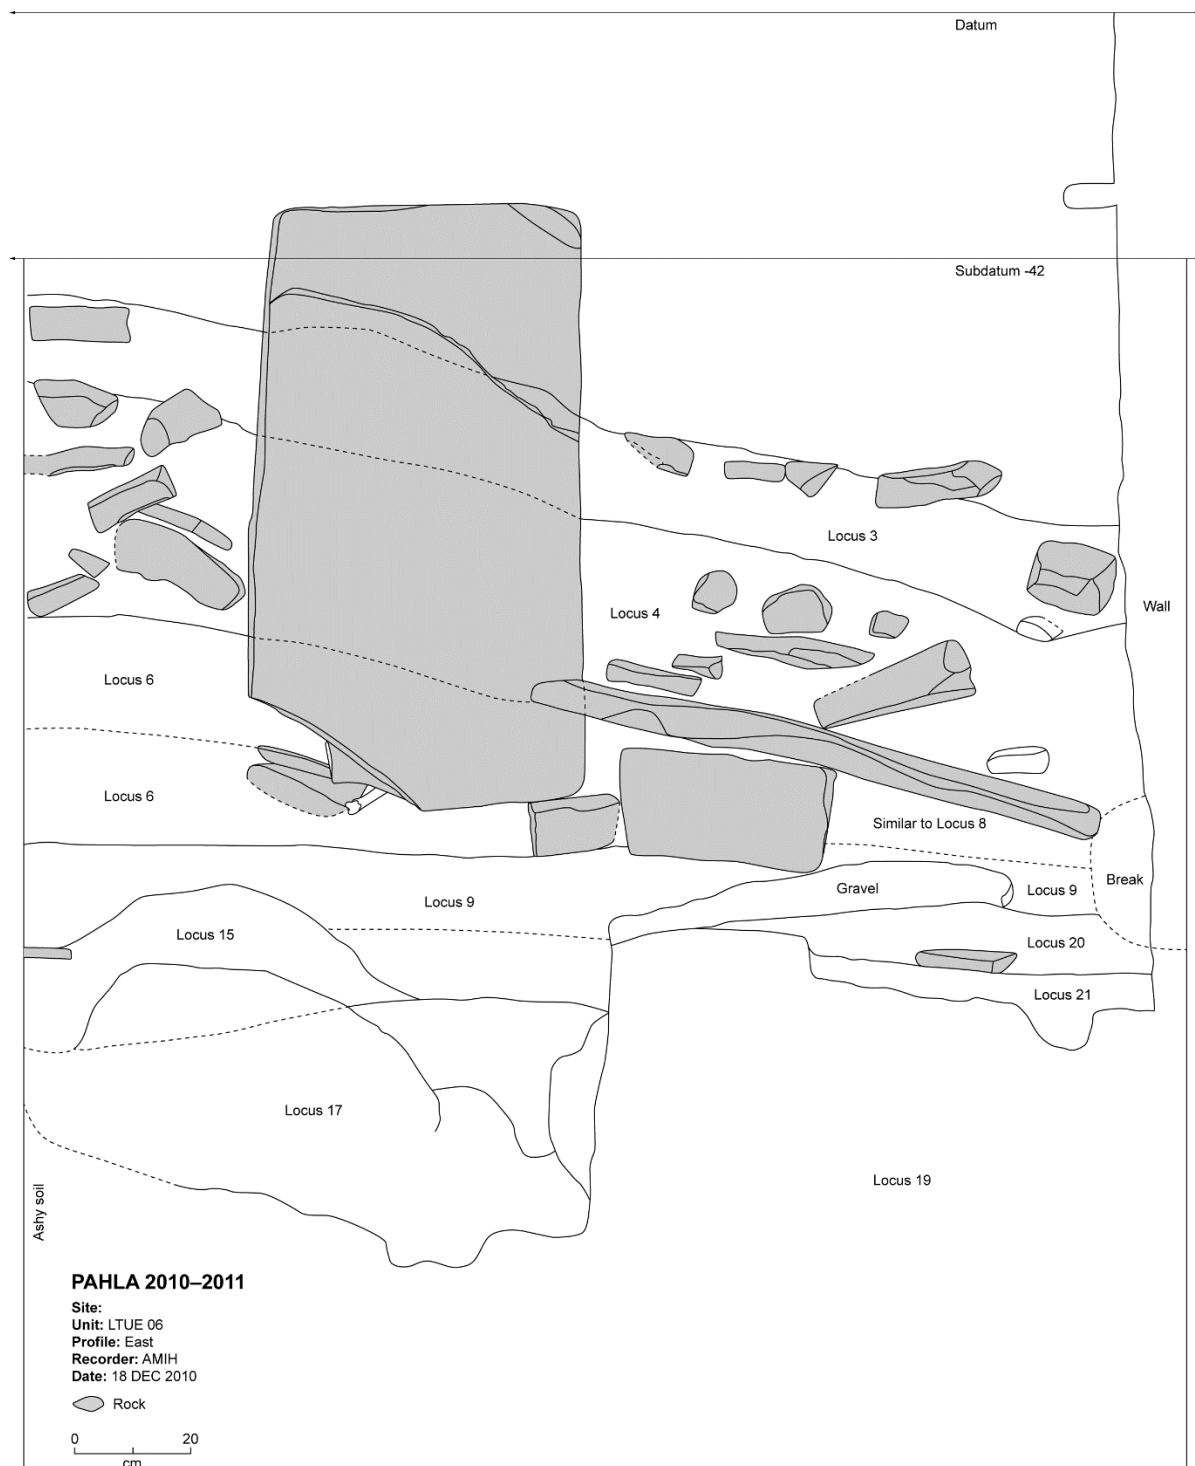 Datum
Subdatum -42
Locus 3
Wall
Locus 4
Locus 6
Locus 6
Similar to Locus 8
Break
Gravel
Locus 9
Locus 9
Locus 15
Locus 20
Locus 21
Locus 17
Locus 19
Ashy soil
PAHLA 2010–2011
Site:
Unit: LTUE 06
Profile: East
Recorder: AMIH
Date: 18 DEC 2010
Rock
0 20
cm